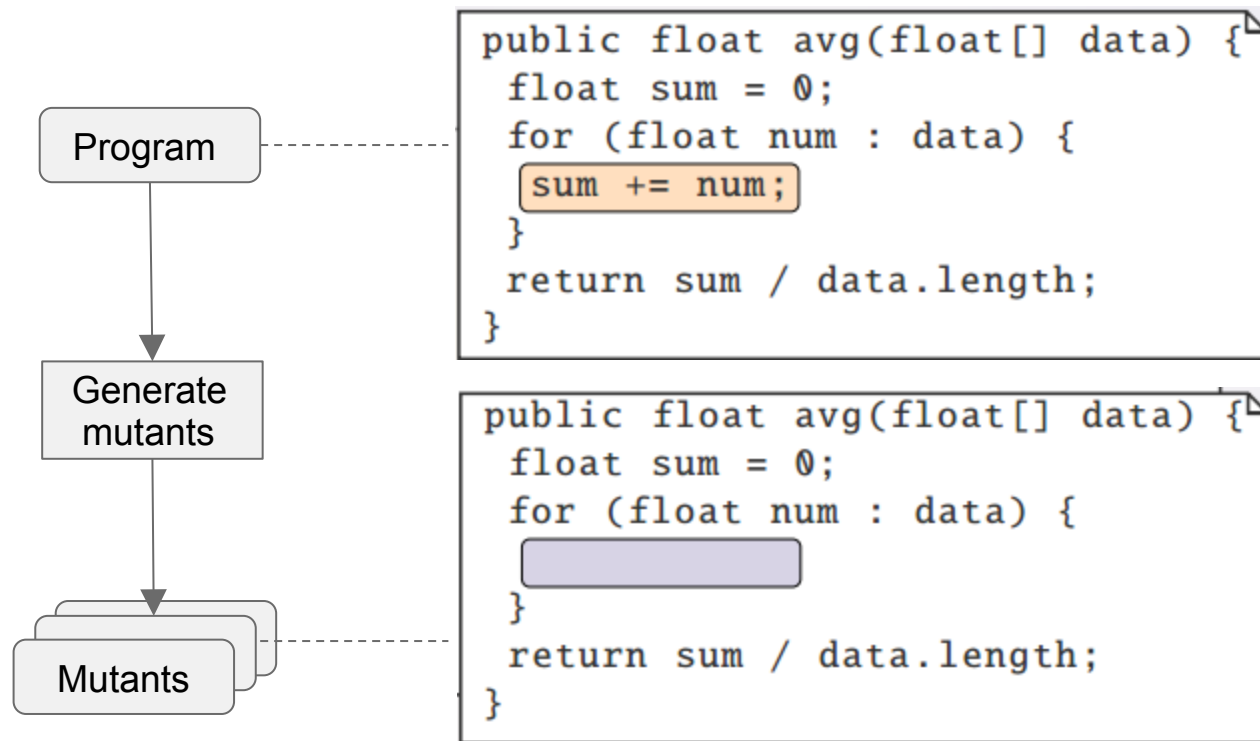 Program
Generate
mutants
Mutants
public float avg(float[] data) {
float sum = 0;
for (float num : data) {
sum += num;
}
return sum / data.length;
}
public float avg(float[] data) {
float sum = 0;
for (float num : data) {
}
return sum / data.length;
}